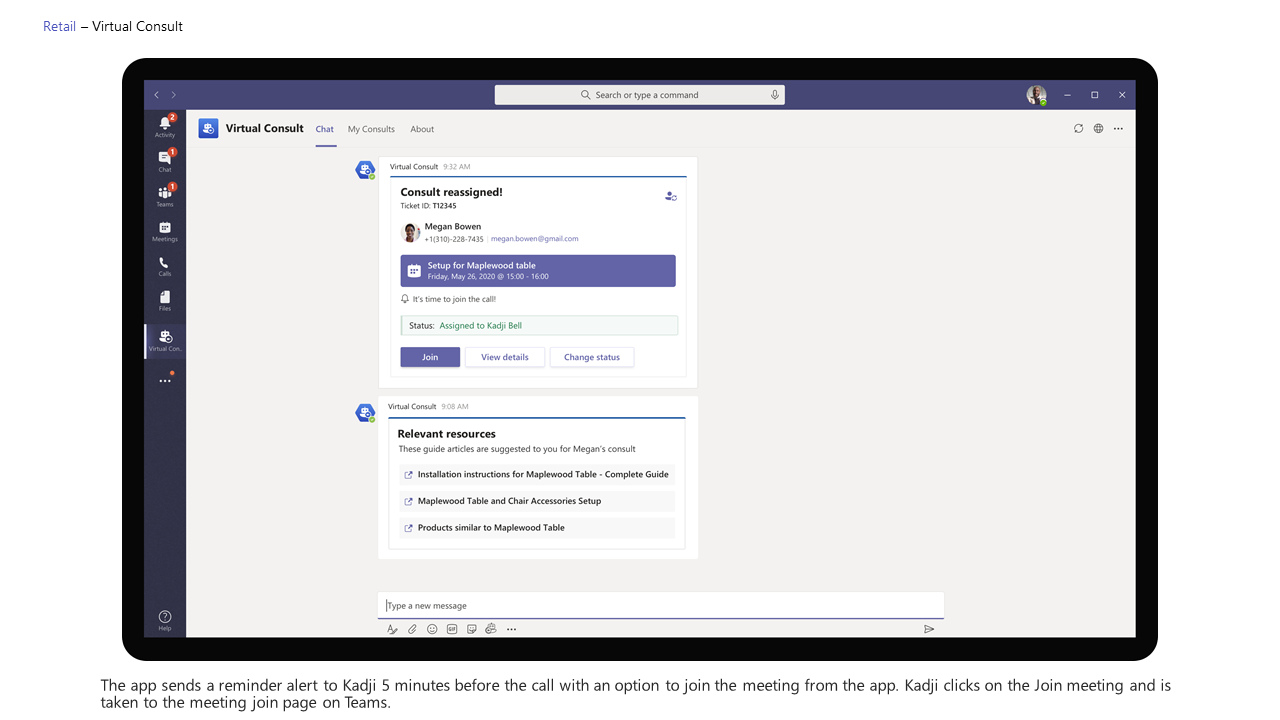 Retail – Virtual Consult
Search or type a command
2
Activity
1
Chat
1
Teams
Meetings
Calls
Files
Virtual Con..
Help
Virtual Consult Chat My Consults About
Virtual Consult 9:32 AM
Consult reassigned!
Ticket ID: T12345
Megan Bowen
+1(310)-228-7435 | megan.bowen@gmail.com
Setup for Maplewood table
Friday, May 26, 2020 @ 15:00 - 16:00
It's time to join the call!
Status: Assigned to Kadji Bell
Join View details Change status
Virtual Consult 9:08 AM
Relevant resources
These guide articles are suggested to you for Megan's consult
Installation instructions for Maplewood Table - Complete Guide
Maplewood Table and Chair Accessories Setup
Products similar to Maplewood Table
Type a new message
GIF
The app sends a reminder alert to Kadji 5 minutes before the call with an option to join the meeting from the app. Kadji clicks on the Join meeting and is
taken to the meeting join page on Teams.